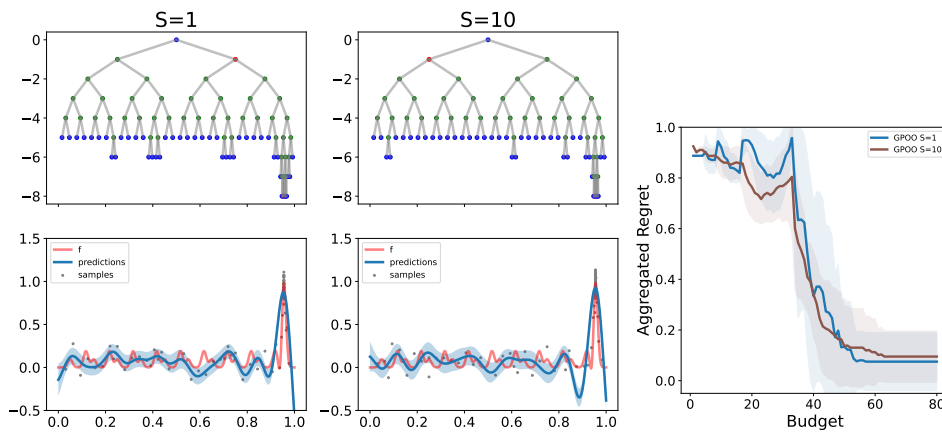 S=1
S=10
0
−2
−4
−6
−8
0
−2
−4
−6
−8
1.5
1.0
0.5
0.0
−0.5
f
predictions
samples
0.0 0.2 0.4 0.6 0.8 1.0
1.5
1.0
0.5
0.0
−0.5
f
predictions
samples
0.0 0.2 0.4 0.6 0.8 1.0
Aggregated Regret
1.0
0.8
0.6
0.4
0.2
0.0
GPOO S=1
GPOO S=10
0 20 40 60 80
Budget